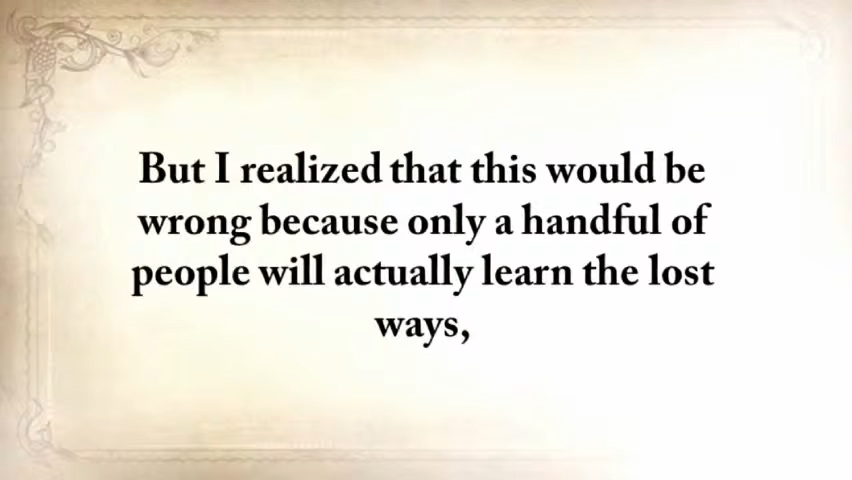 But I realized that this would be
wrong because only a handful of
people will actually learn the lost
ways,